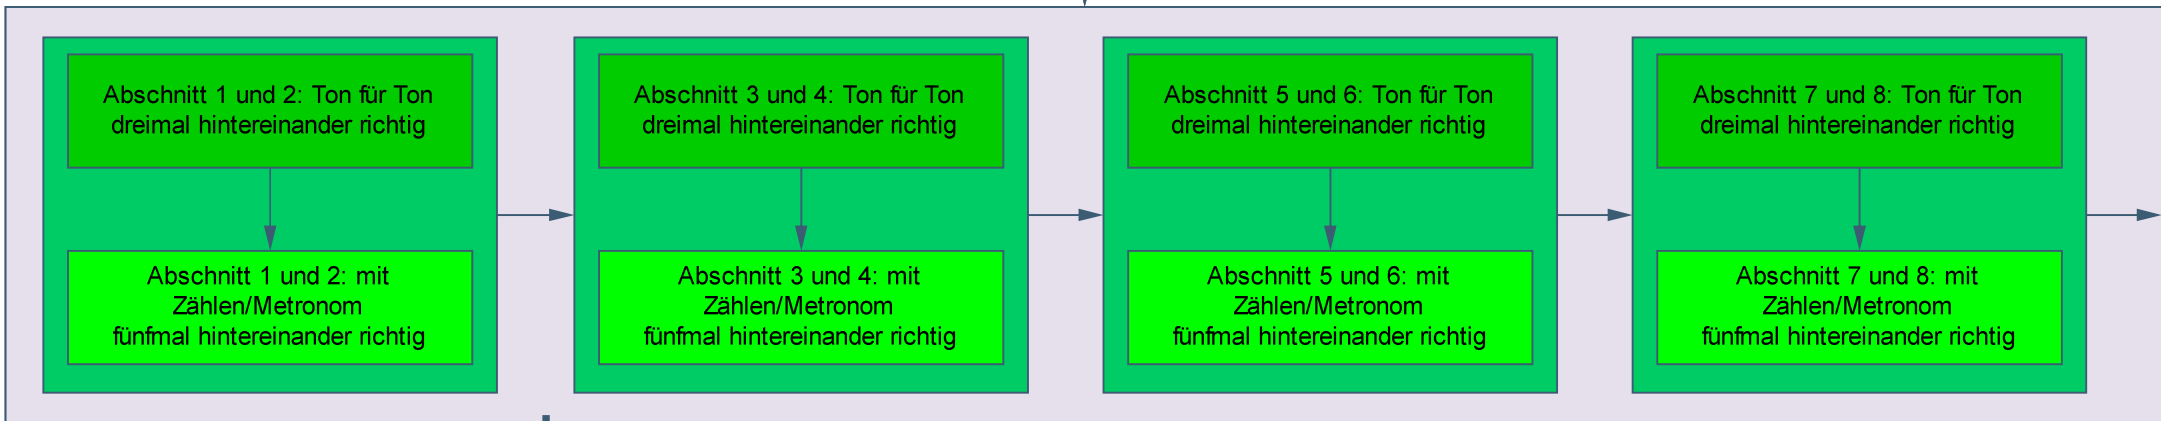 Abschnitt 1 und 2: Ton für Ton
dreimal hintereinander richtig
Abschnitt 1 und 2: mit
Zählen/Metronom
fünfmal hintereinander richtig
Abschnitt 3 und 4: Ton für Ton
dreimal hintereinander richtig
Abschnitt 3 und 4: mit
Zählen/Metronom
fünfmal hintereinander richtig
Abschnitt 5 und 6: Ton für Ton
dreimal hintereinander richtig
Abschnitt 5 und 6: mit
Zählen/Metronom
fünfmal hintereinander richtig
Abschnitt 7 und 8: Ton für Ton
dreimal hintereinander richtig
Abschnitt 7 und 8: mit
Zählen/Metronom
fünfmal hintereinander richtig